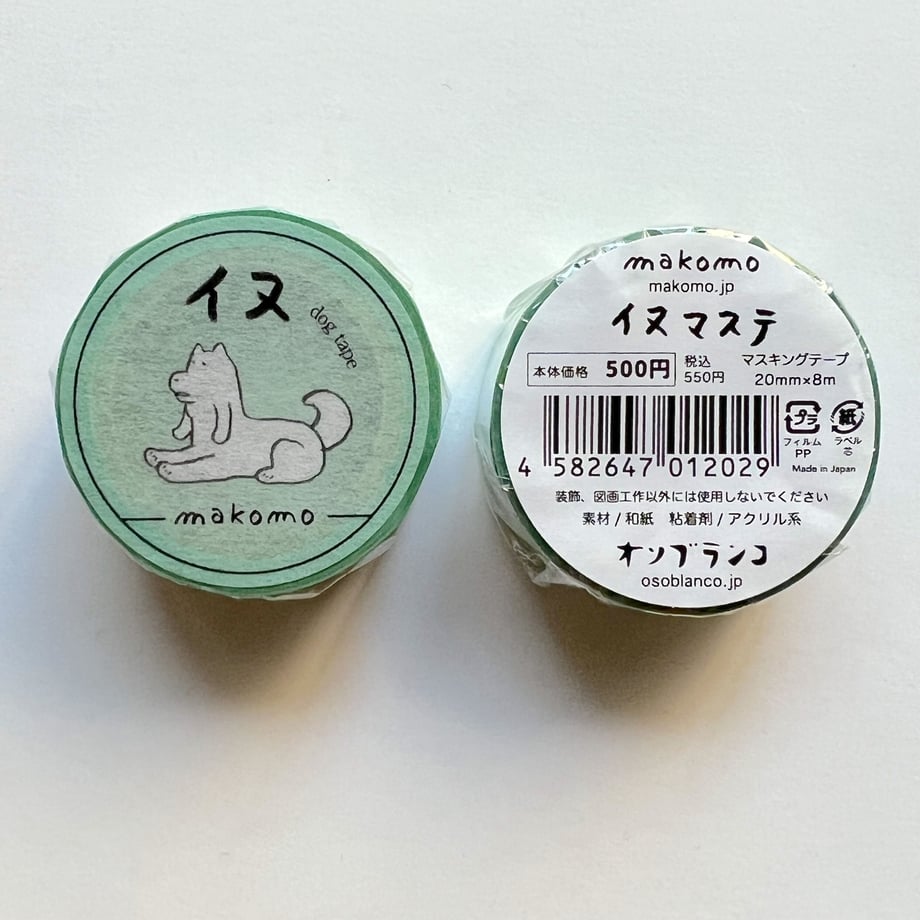 イヌ
dog tape
makomo
makomo
makomo.jp
イヌ マステ
本体価格 500円 税込 550円
マスキングテープ
20mm×8m
4 582647 012029
プラ
フィルム
PP
紙
ラベル
芯
Made in Japan
装飾、図画工作以外には使用しないでください
素材 / 和紙 粘着剤 / アクリル系
オソブランコ
osoblanco.jp